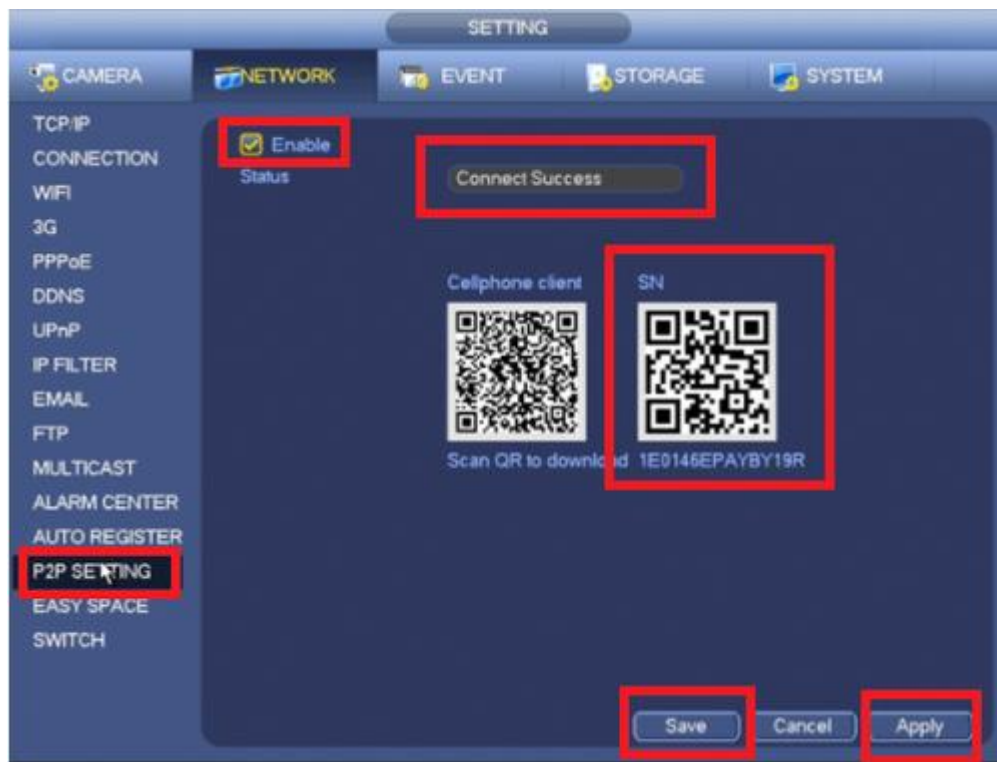 SETTING
CAMERA
NETWORK
EVENT
STORAGE
SYSTEM
TCP/IP
CONNECTION
WIFI
3G
PPPoE
DDNS
UPnP
IP FILTER
EMAIL
FTP
MULTICAST
ALARM CENTER
AUTO REGISTER
P2P SETTING
EASY SPACE
SWITCH
Enable
Status
Connect Success
Cellphone client
SN
Scan QR to download
1E0146EPAYBY19R
Save
Cancel
Apply